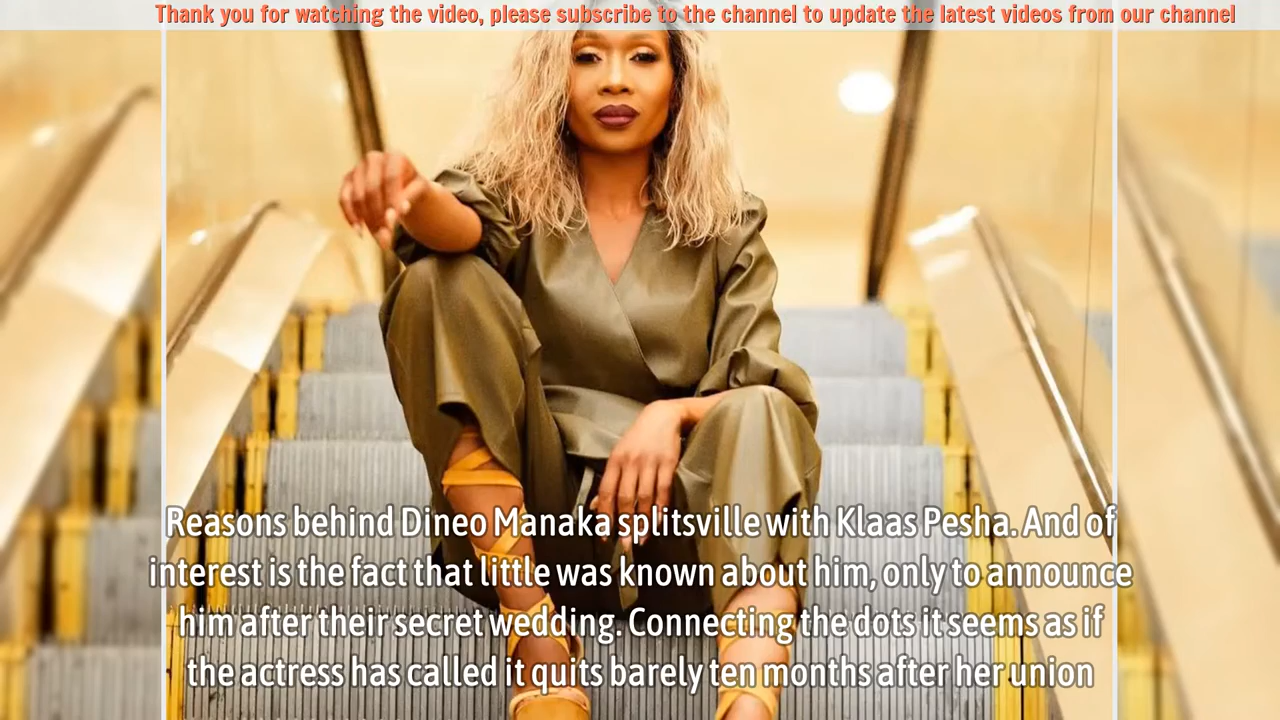 Thank you for watching the video, please subscribe to the channel to update the latest videos from our channel
Reasons behind Dineo Manaka splitsville with Klaas Pesha. And of
interest is the fact that little was known about him, only to announce
him after their secret wedding. Connecting the dots it seems as if
the actress has called it quits barely ten months after her union